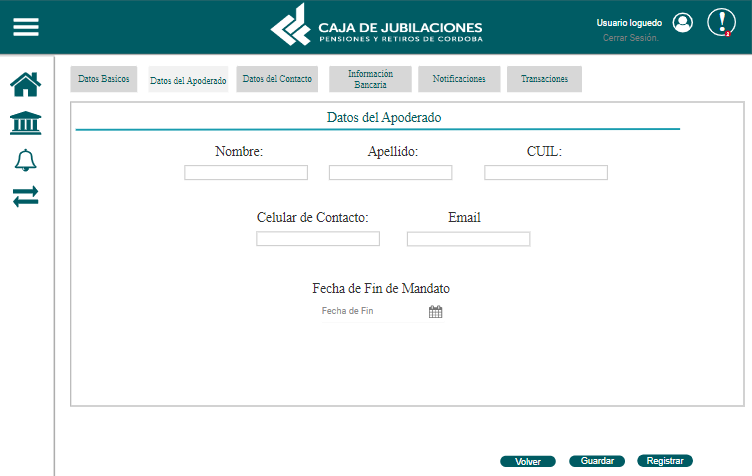 CAJA DE JUBILACIONES
PENSIONES Y RETIROS DE CORDOBA
Usuario loguedo
Cerrar Sesión.
1
Datos Basicos
Datos del Apoderado
Datos del Contacto
Información
Bancaria
Notificaciones
Transaciones
Datos del Apoderado
Nombre:
Apellido:
CUIL:
Celular de Contacto:
Email
Fecha de Fin de Mandato
Fecha de Fin
Volver
Guardar
Registrar